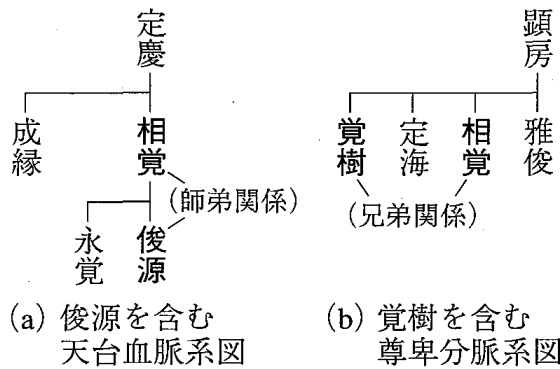 定慶
成縁
相覚
(師弟関係)
永覚
俊源
(a) 俊源を含む
天台血脈系図
顕房
覚樹
定海
相覚
雅俊
(兄弟関係)
(b) 覚樹を含む
尊卑分脈系図